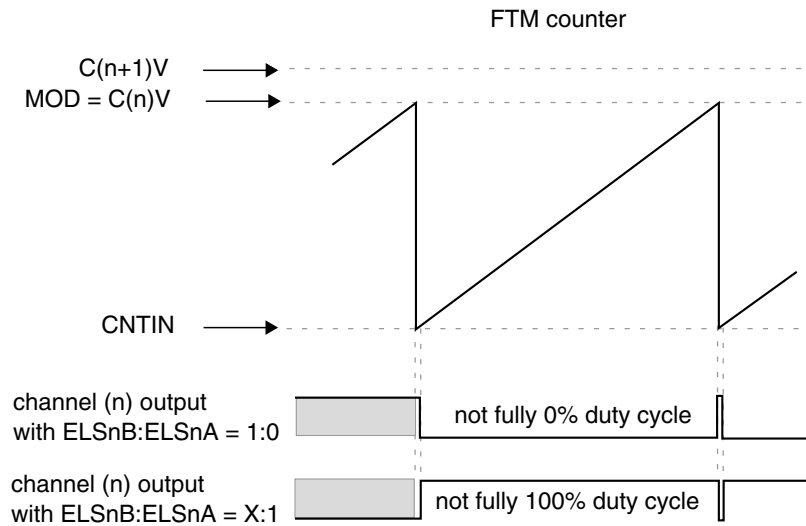 FTM counter
C(n+1)V
MOD = C(n)V
CNTIN
channel (n) output
with ELSnB:ELSnA = 1:0
not fully 0% duty cycle
channel (n) output
with ELSnB:ELSnA = X:1
not fully 100% duty cycle